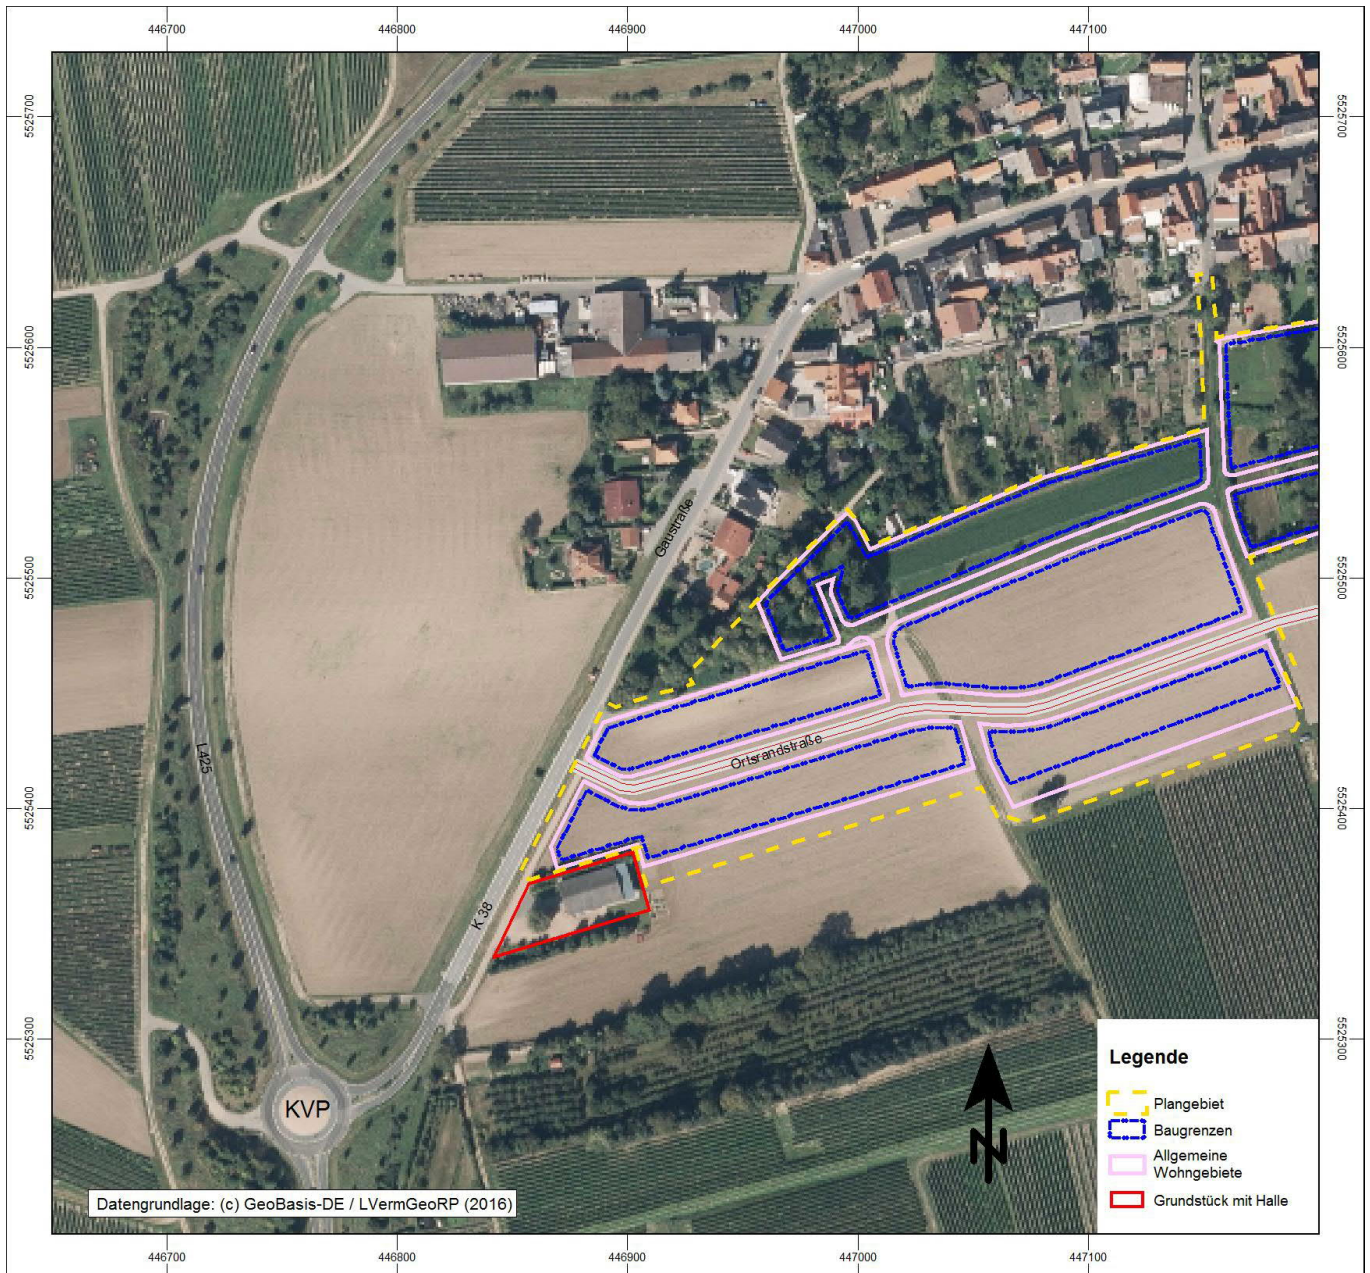 446700
446800
446900
447000
447100
5525700
5525700
5525600
5525600
Gaustraße
5525500
5525500
L425
Ortsrandstraße
5525400
5525400
K 38
5525300
5525300
KVP
N
Legende
Plangebiet
Baugrenzen
Allgemeine
Wohngebiete
Grundstück mit Halle
Datengrundlage: (c) GeoBasis-DE / LVermGeoRP (2016)
446700
446800
446900
447000
447100